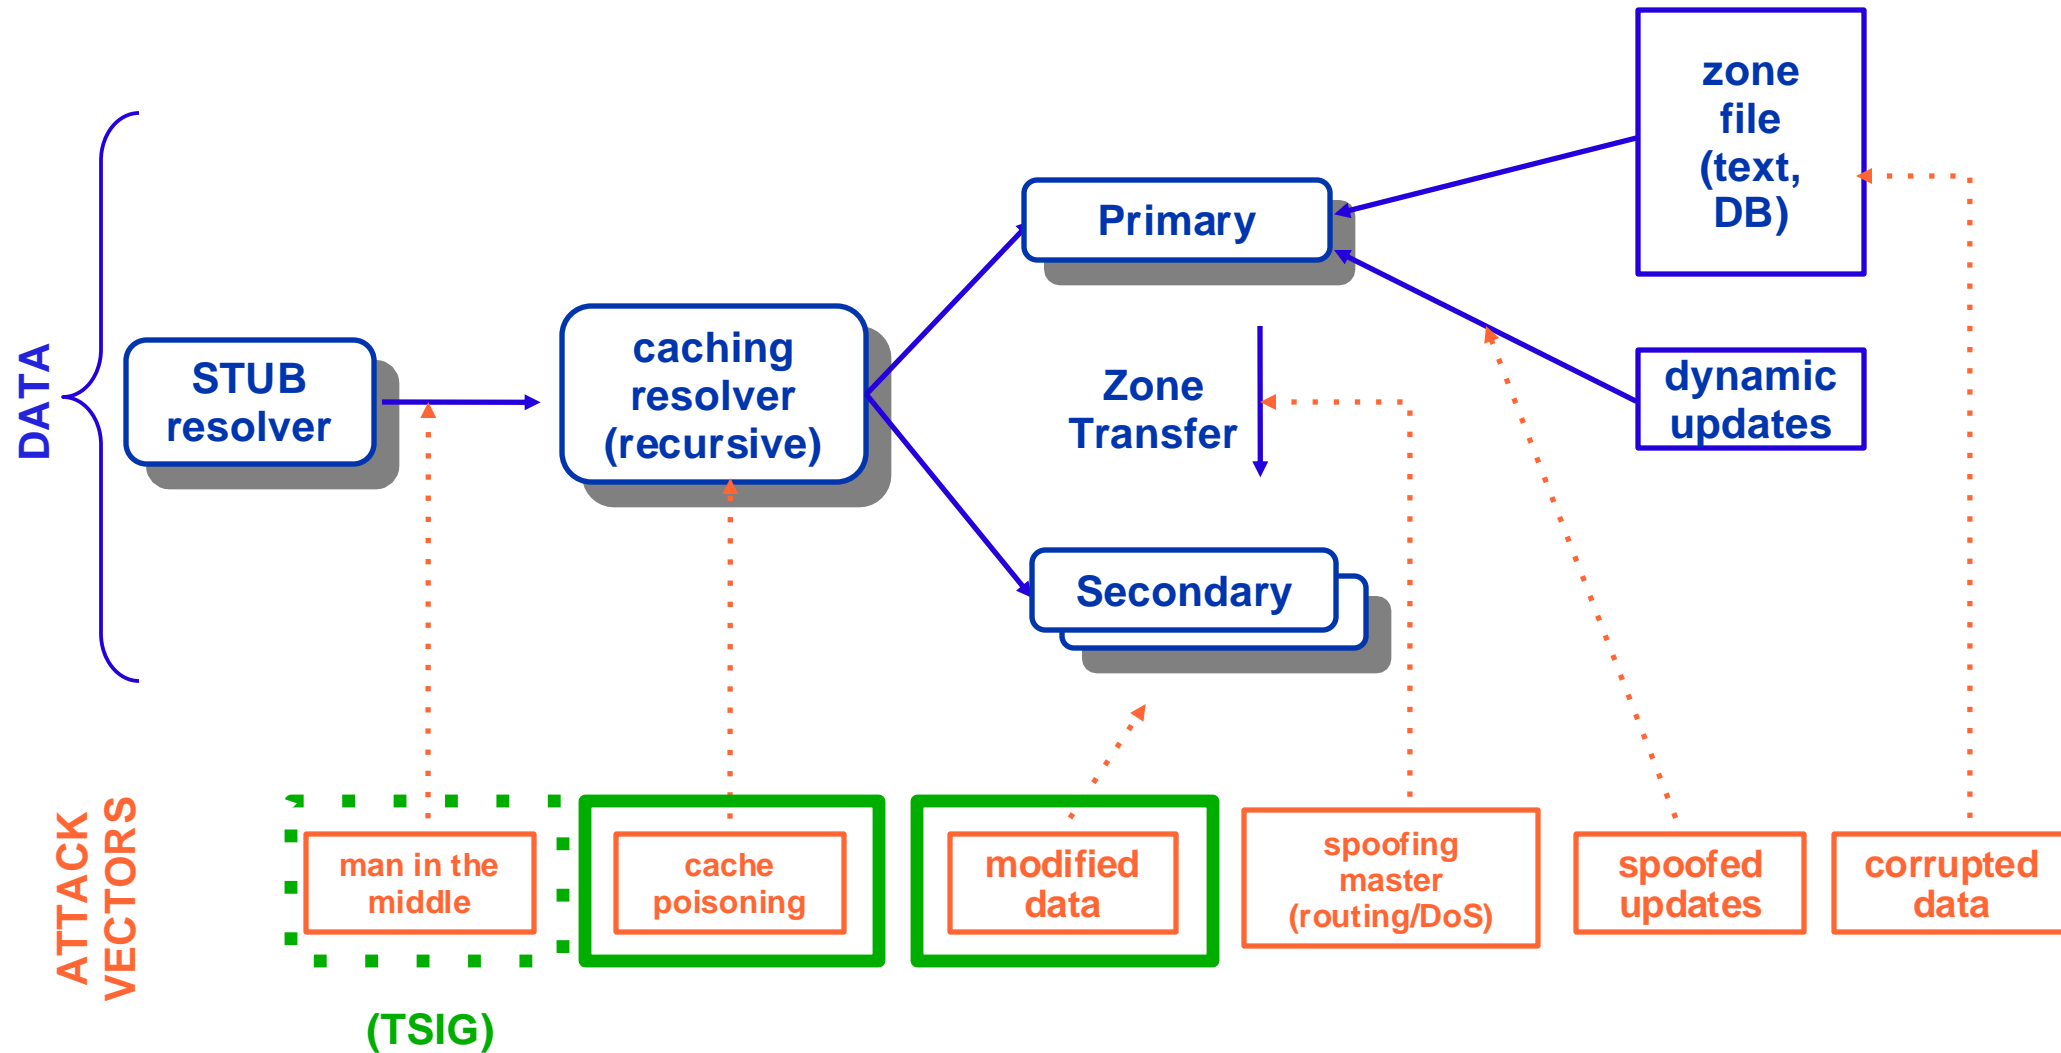 zone
file
(text,
DB)
Primary
DATA
STUB
resolver
caching
resolver
(recursive)
Zone
Transfer
dynamic
updates
Secondary
ATTACK
VECTORS
man in the
middle
cache
poisoning
modified
data
spoofing
master
(routing/DoS)
spoofed
updates
corrupted
data
(TSIG)